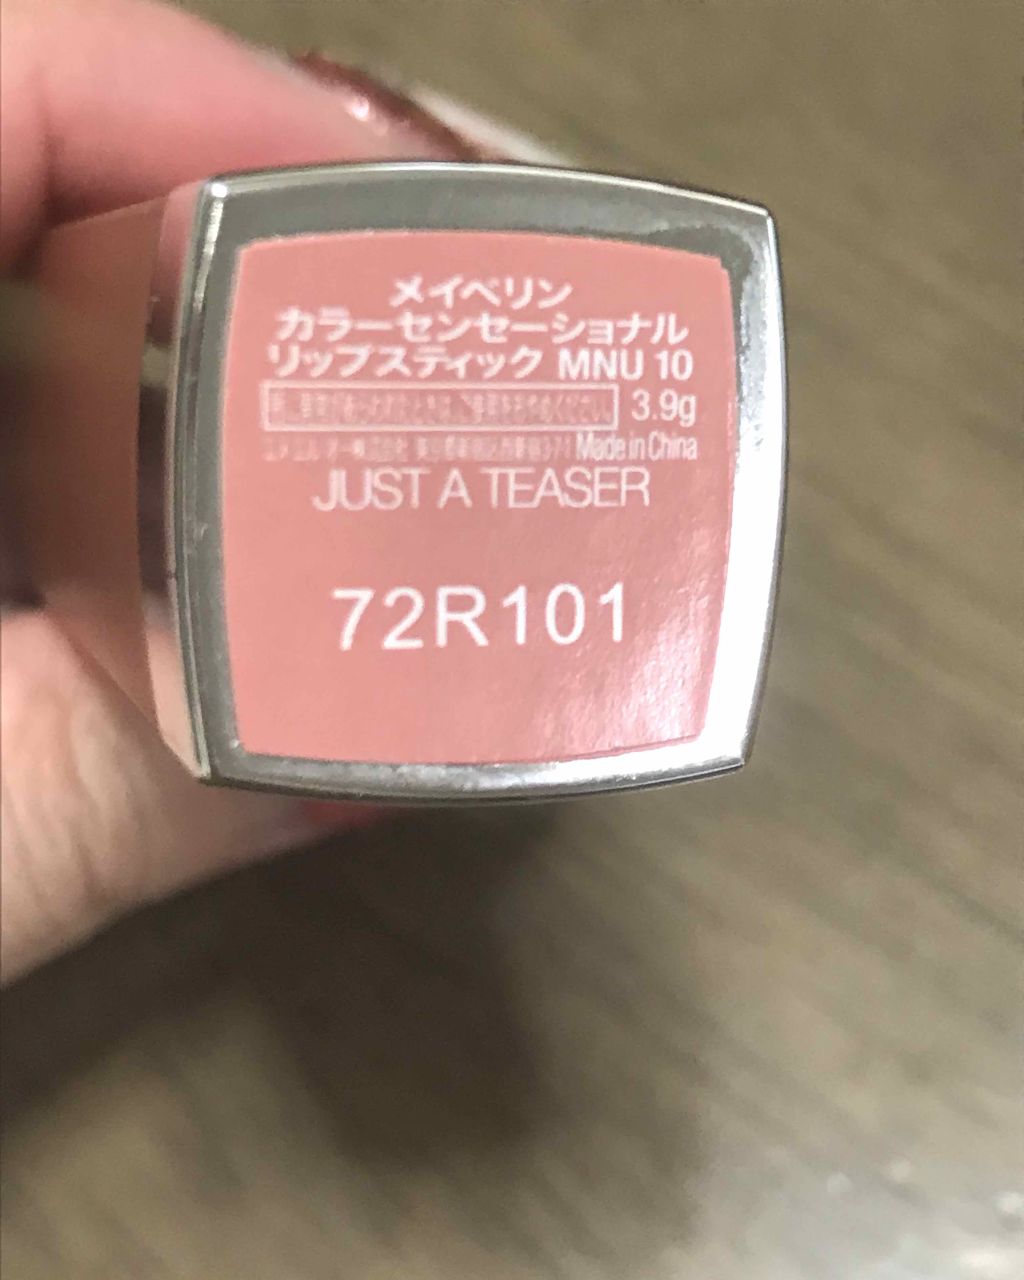 メイベリン
カラーセンセーショナル
リップスティック MNU 10
3.9g
Made in China
JUST A TEASER
72R101